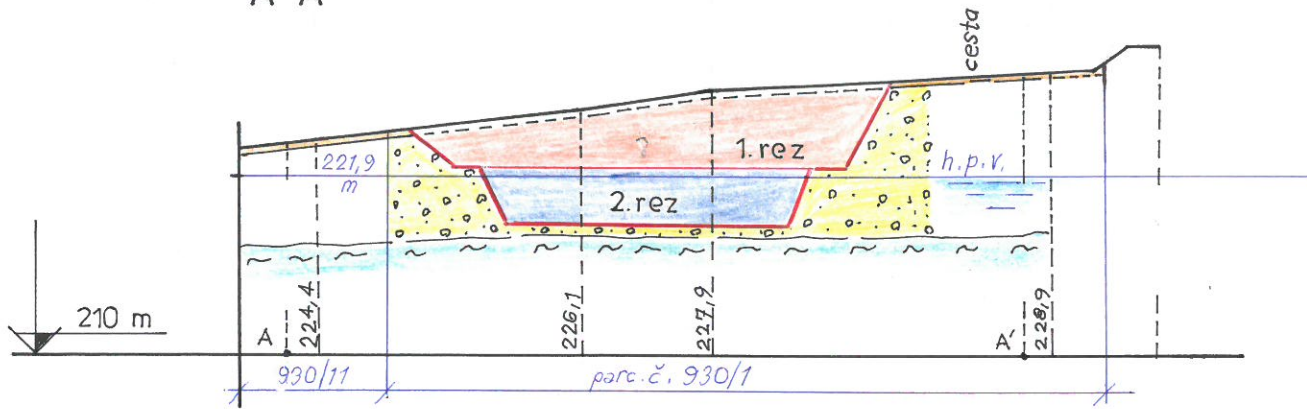 cesta
221,9
m
1. rez
h.p.v.
2. rez
210 m
A
224,4
226,1
227,9
A'
228,9
930/11
parc.č. 930/1